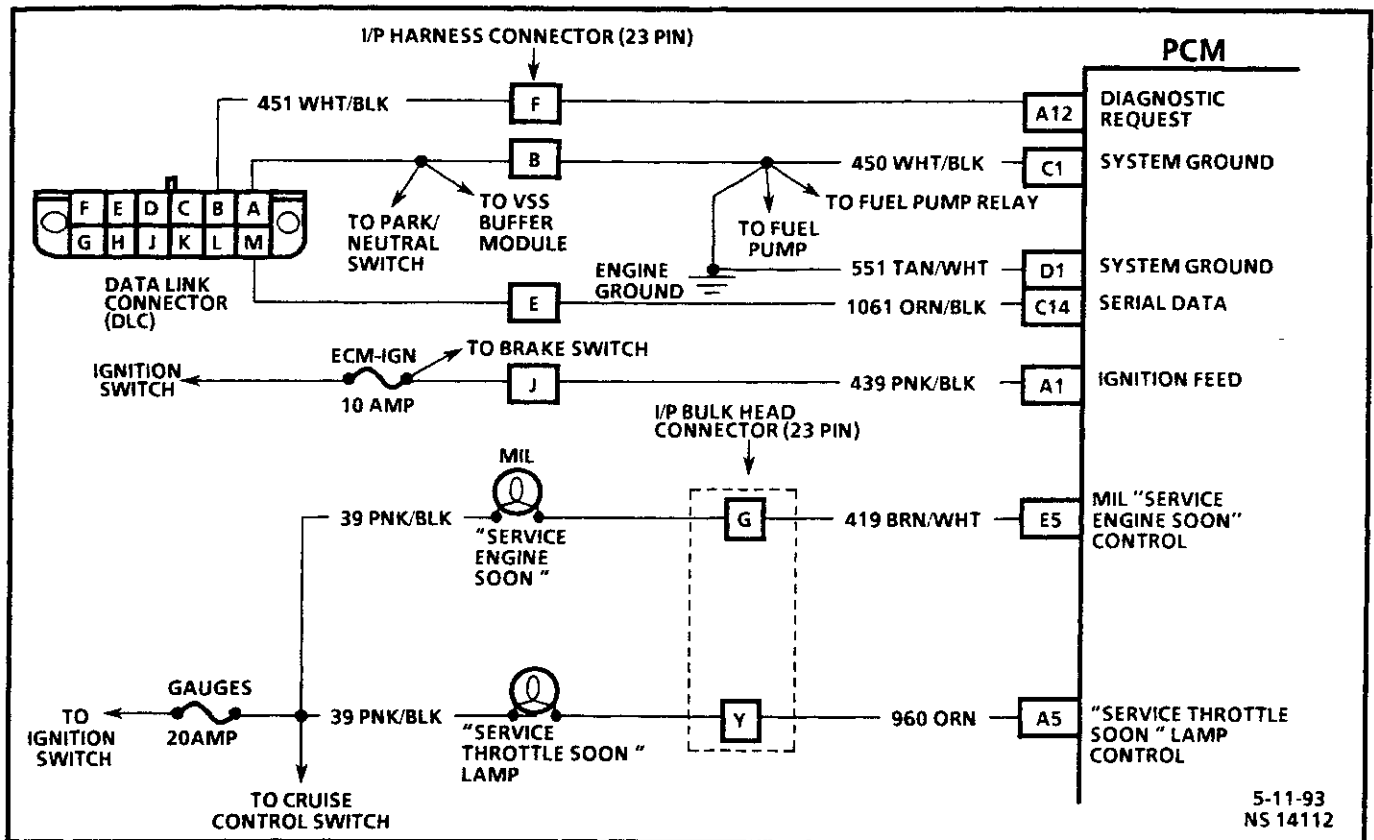 I/P HARNESS CONNECTOR (23 PIN)
PCM
451 WHT/BLK
F
A12
DIAGNOSTIC
REQUEST
B
450 WHT/BLK
C1
SYSTEM GROUND
F E D C B A
G H J K L M
DATA LINK
CONNECTOR
(DLC)
TO PARK/
NEUTRAL
SWITCH
TO VSS
BUFFER
MODULE
TO FUEL PUMP RELAY
TO FUEL
PUMP
ENGINE
GROUND
551 TAN/WHT
D1
SYSTEM GROUND
E
1061 ORN/BLK
C14
SERIAL DATA
IGNITION
SWITCH
ECM-IGN
10 AMP
TO BRAKE SWITCH
J
439 PNK/BLK
A1
IGNITION FEED
I/P BULK HEAD
CONNECTOR (23 PIN)
MIL
39 PNK/BLK
"SERVICE
ENGINE
SOON "
G
419 BRN/WHT
E5
MIL "SERVICE
ENGINE SOON"
CONTROL
GAUGES
20AMP
TO
IGNITION
SWITCH
39 PNK/BLK
"SERVICE
THROTTLE SOON "
LAMP
Y
960 ORN
A5
"SERVICE THROTTLE
SOON " LAMP
CONTROL
TO CRUISE
CONTROL SWITCH
5-11-93
NS 14112